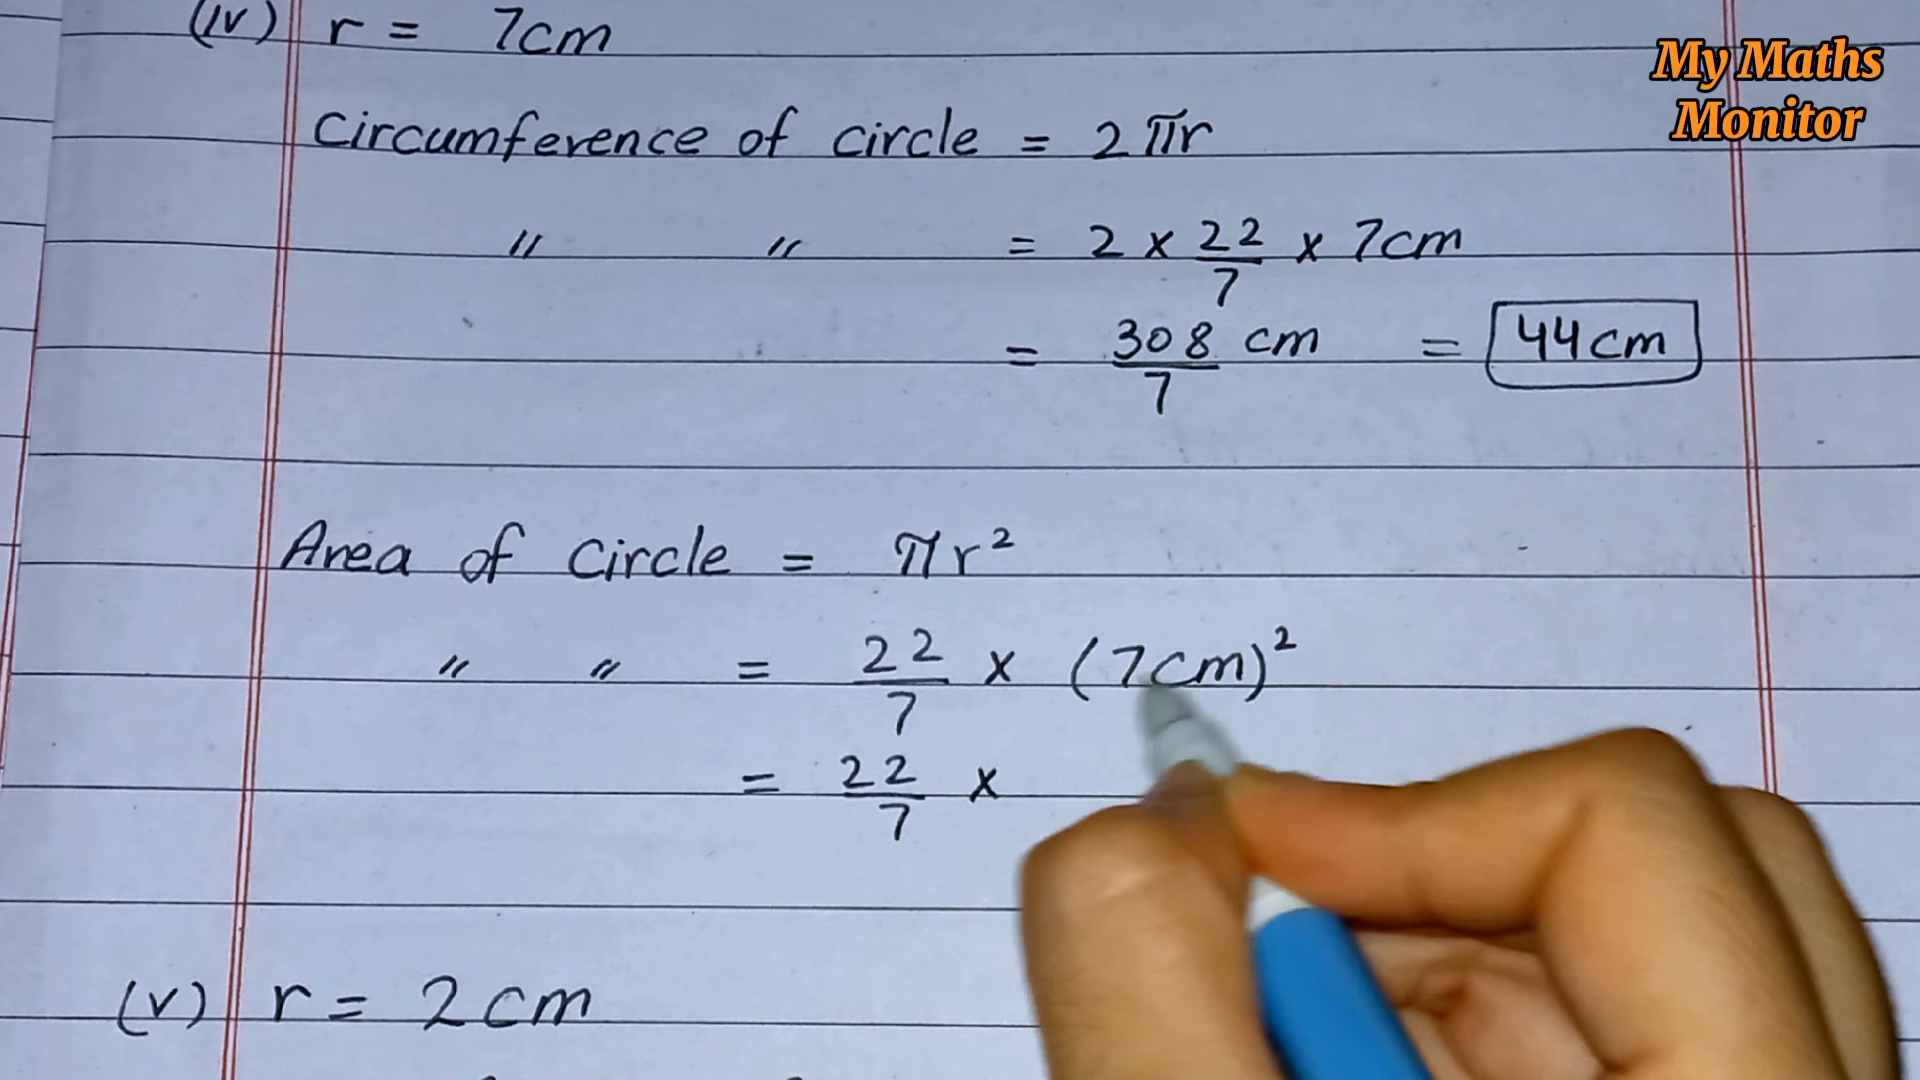 My Maths
Monitor
(iv) r = 7cm
Circumference of circle = 2πr
〃 〃 = 2 × 22/7 × 7cm
= 308/7 cm = 44cm
Area of Circle = πr²
〃 〃 = 22/7 × (7cm)²
= 22/7 ×
(v) r = 2cm